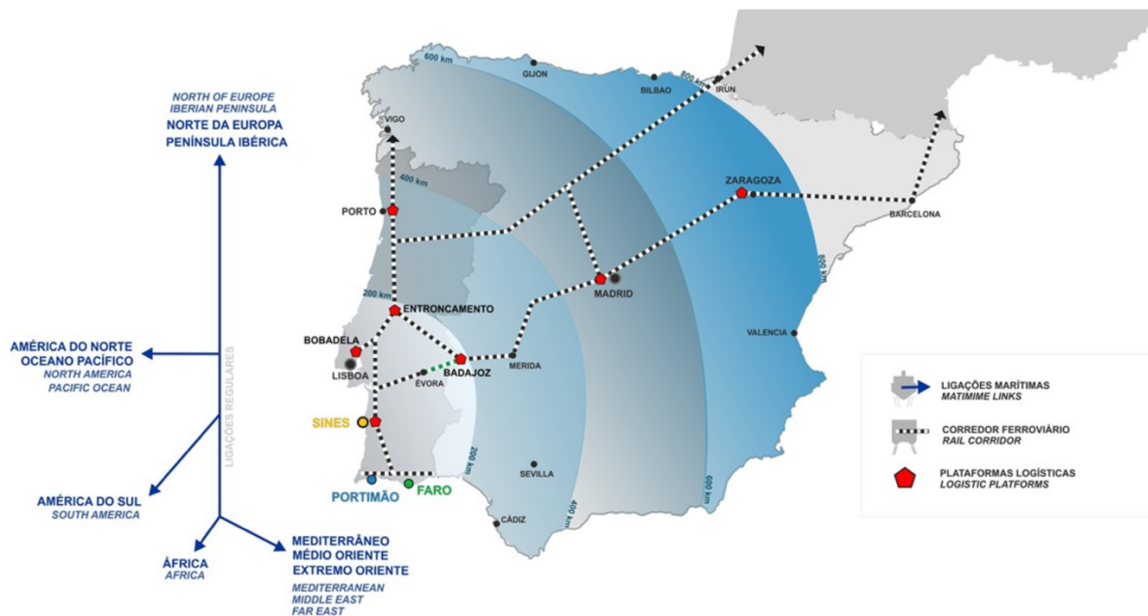 NORTH OF EUROPE
IBERIAN PENINSULA
NORTE DA EUROPA
PENÍNSULA IBÉRICA
AMÉRICA DO NORTE
OCEANO PACÍFICO
NORTH AMERICA
PACIFIC OCEAN
LIGAÇÕES REGULARES
AMÉRICA DO SUL
SOUTH AMERICA
ÁFRICA
AFRICA
MEDITERRÂNEO
MÉDIO ORIENTE
EXTREMO ORIENTE
MEDITERRANEAN
MIDDLE EAST
FAR EAST
600 km
GIJON
BILBAO
800 km
IRÚN
VIGO
400 km
ZARAGOZA
PORTO
BARCELONA
800 km
MADRID
200 km
ENTRONCAMENTO
VALENCIA
BOBADELA
LISBOA
BADAJOZ
MERIDA
ÉVORA
SINES
200 km
SEVILLA
600 km
PORTIMÃO
FARO
400 km
CÁDIZ
LIGAÇÕES MARÍTIMAS
MATIMIME LINKS
CORREDOR FERROVIÁRIO
RAIL CORRIDOR
PLATAFORMAS LOGÍSTICAS
LOGISTIC PLATFORMS